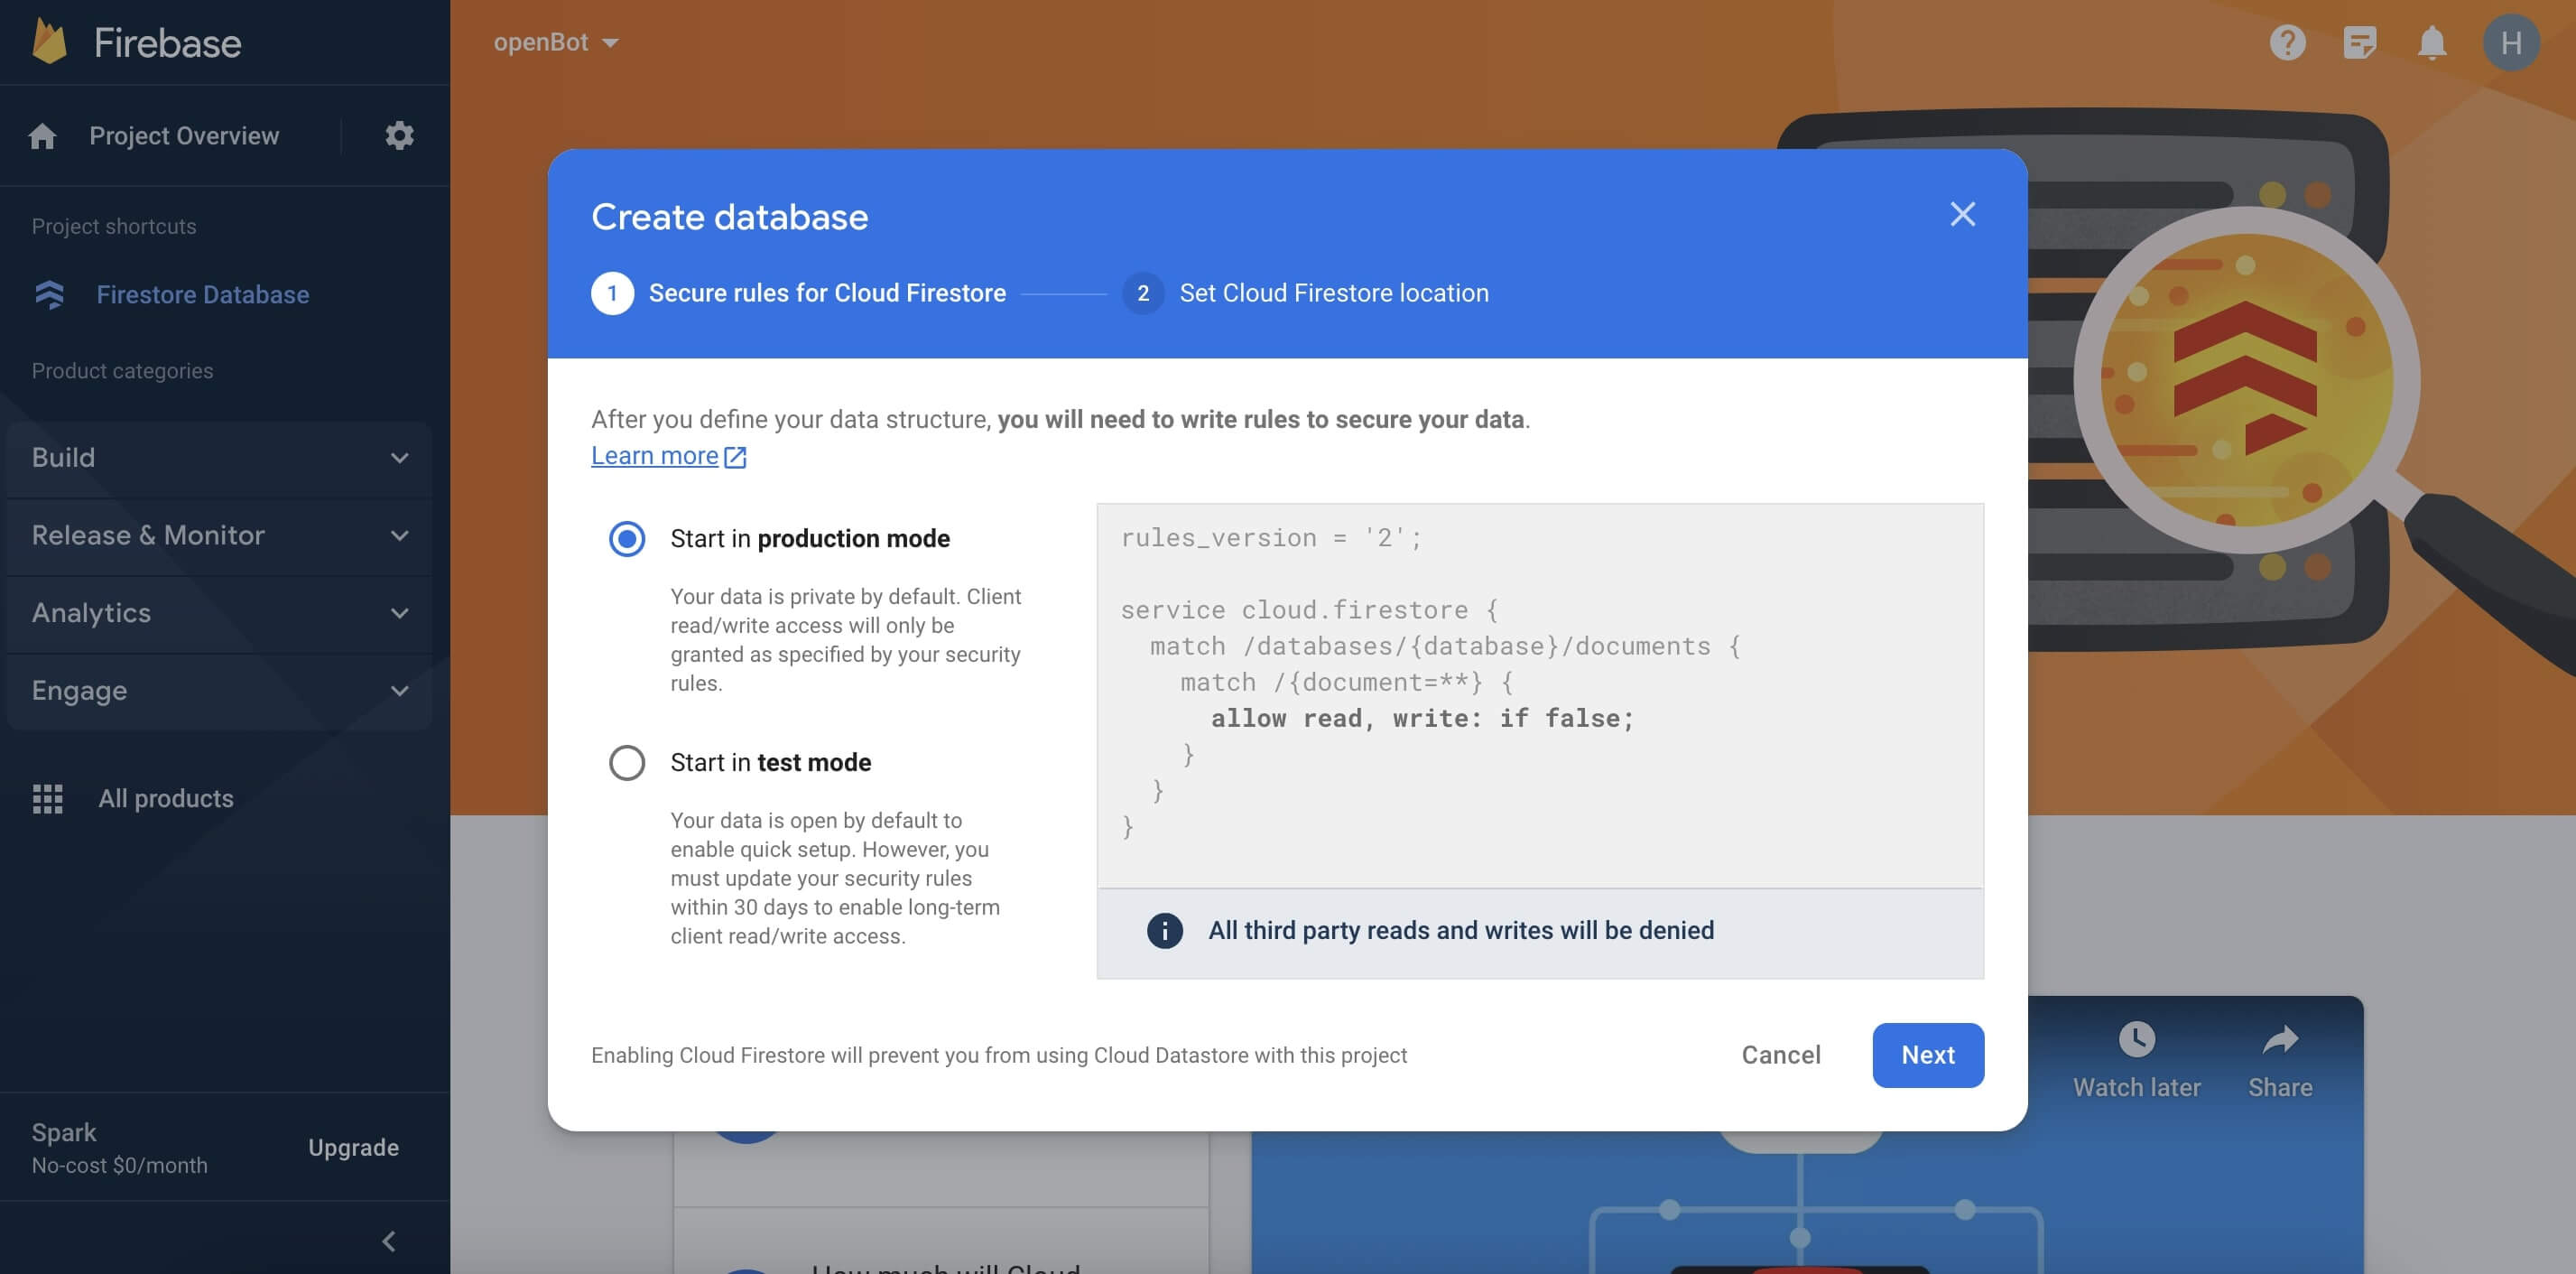 Firebase
openBot
H
Project Overview
Project shortcuts
Firestore Database
Product categories
Build
Release & Monitor
Analytics
Engage
All products
Spark
No-cost $0/month
Upgrade
Create database
1 Secure rules for Cloud Firestore
2 Set Cloud Firestore location
After you define your data structure, you will need to write rules to secure your data.
Learn more
Start in production mode
Your data is private by default. Client
read/write access will only be
granted as specified by your security
rules.
Start in test mode
Your data is open by default to
enable quick setup. However, you
must update your security rules
within 30 days to enable long-term
client read/write access.
rules_version = '2';
service cloud.firestore {
match /databases/{database}/documents {
match /{document=**} {
allow read, write: if false;
}
}
}
All third party reads and writes will be denied
Enabling Cloud Firestore will prevent you from using Cloud Datastore with this project
Cancel
Next
Watch later
Share
How much will Cloud